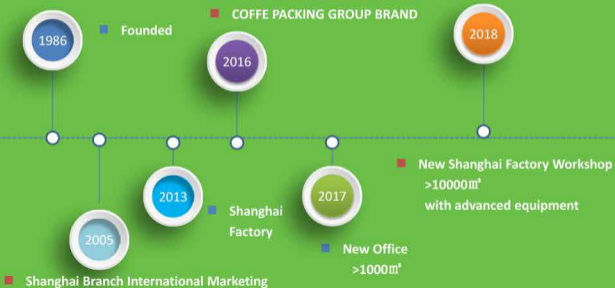 COFFE PACKING GROUP BRAND
1986
Founded
2016
2018
New Shanghai Factory Workshop
>10000㎡
with advanced equipment
2013
Shanghai
Factory
2017
2005
New Office
>1000㎡
Shanghai Branch International Marketing